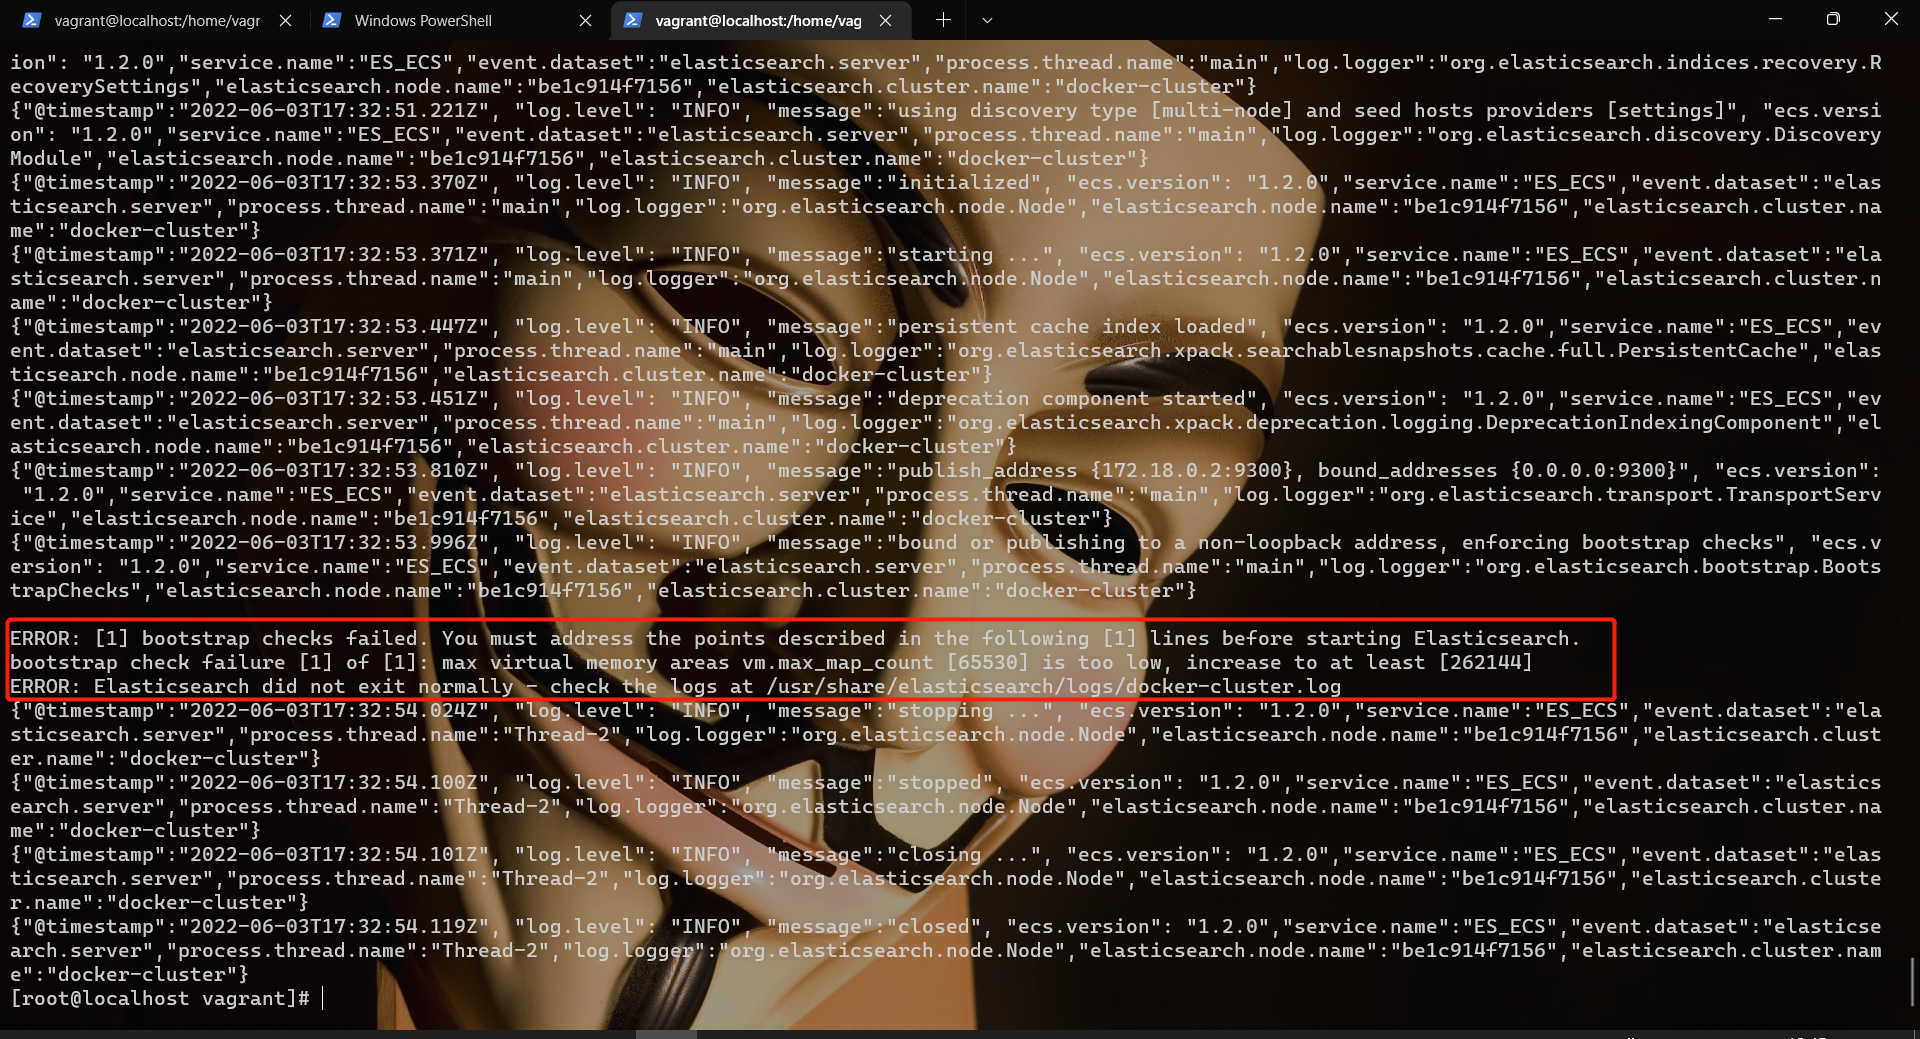 vagrant@localhost:/home/vagr
Windows PowerShell
vagrant@localhost:/home/vag
ion": "1.2.0","service.name":"ES_ECS","event.dataset":"elasticsearch.server","process.thread.name":"main","log.logger":"org.elasticsearch.indices.recovery.R
ecoverySettings","elasticsearch.node.name":"be1c914f7156","elasticsearch.cluster.name":"docker-cluster"}
{"@timestamp":"2022-06-03T17:32:51.221Z", "log.level": "INFO", "message":"using discovery type [multi-node] and seed hosts providers [settings]", "ecs.versi
on": "1.2.0","service.name":"ES_ECS","event.dataset":"elasticsearch.server","process.thread.name":"main","log.logger":"org.elasticsearch.discovery.Discovery
Module","elasticsearch.node.name":"be1c914f7156","elasticsearch.cluster.name":"docker-cluster"}
{"@timestamp":"2022-06-03T17:32:53.370Z", "log.level": "INFO", "message":"initialized", "ecs.version": "1.2.0","service.name":"ES_ECS","event.dataset":"elas
ticsearch.server","process.thread.name":"main","log.logger":"org.elasticsearch.node.Node","elasticsearch.node.name":"be1c914f7156","elasticsearch.cluster.na
me":"docker-cluster"}
{"@timestamp":"2022-06-03T17:32:53.371Z", "log.level": "INFO", "message":"starting ...", "ecs.version": "1.2.0","service.name":"ES_ECS","event.dataset":"ela
sticsearch.server","process.thread.name":"main","log.logger":"org.elasticsearch.node.Node","elasticsearch.node.name":"be1c914f7156","elasticsearch.cluster.n
ame":"docker-cluster"}
{"@timestamp":"2022-06-03T17:32:53.447Z", "log.level": "INFO", "message":"persistent cache index loaded", "ecs.version": "1.2.0","service.name":"ES_ECS","ev
ent.dataset":"elasticsearch.server","process.thread.name":"main","log.logger":"org.elasticsearch.xpack.searchablesnapshots.cache.full.PersistentCache","elas
ticsearch.node.name":"be1c914f7156","elasticsearch.cluster.name":"docker-cluster"}
{"@timestamp":"2022-06-03T17:32:53.451Z", "log.level": "INFO", "message":"deprecation component started", "ecs.version": "1.2.0","service.name":"ES_ECS","ev
ent.dataset":"elasticsearch.server","process.thread.name":"main","log.logger":"org.elasticsearch.xpack.deprecation.logging.DeprecationIndexingComponent","el
asticsearch.node.name":"be1c914f7156","elasticsearch.cluster.name":"docker-cluster"}
{"@timestamp":"2022-06-03T17:32:53.810Z", "log.level": "INFO", "message":"publish_address {172.18.0.2:9300}, bound_addresses {0.0.0.0:9300}", "ecs.version":
 "1.2.0","service.name":"ES_ECS","event.dataset":"elasticsearch.server","process.thread.name":"main","log.logger":"org.elasticsearch.transport.TransportServ
ice","elasticsearch.node.name":"be1c914f7156","elasticsearch.cluster.name":"docker-cluster"}
{"@timestamp":"2022-06-03T17:32:53.996Z", "log.level": "INFO", "message":"bound or publishing to a non-loopback address, enforcing bootstrap checks", "ecs.v
ersion": "1.2.0","service.name":"ES_ECS","event.dataset":"elasticsearch.server","process.thread.name":"main","log.logger":"org.elasticsearch.bootstrap.Boots
trapChecks","elasticsearch.node.name":"be1c914f7156","elasticsearch.cluster.name":"docker-cluster"}
ERROR: [1] bootstrap checks failed. You must address the points described in the following [1] lines before starting Elasticsearch.
bootstrap check failure [1] of [1]: max virtual memory areas vm.max_map_count [65530] is too low, increase to at least [262144]
ERROR: Elasticsearch did not exit normally - check the logs at /usr/share/elasticsearch/logs/docker-cluster.log
{"@timestamp":"2022-06-03T17:32:54.024Z", "log.level": "INFO", "message":"stopping ...", "ecs.version": "1.2.0","service.name":"ES_ECS","event.dataset":"ela
sticsearch.server","process.thread.name":"Thread-2","log.logger":"org.elasticsearch.node.Node","elasticsearch.node.name":"be1c914f7156","elasticsearch.clust
er.name":"docker-cluster"}
{"@timestamp":"2022-06-03T17:32:54.100Z", "log.level": "INFO", "message":"stopped", "ecs.version": "1.2.0","service.name":"ES_ECS","event.dataset":"elastics
earch.server","process.thread.name":"Thread-2","log.logger":"org.elasticsearch.node.Node","elasticsearch.node.name":"be1c914f7156","elasticsearch.cluster.na
me":"docker-cluster"}
{"@timestamp":"2022-06-03T17:32:54.101Z", "log.level": "INFO", "message":"closing ...", "ecs.version": "1.2.0","service.name":"ES_ECS","event.dataset":"elas
ticsearch.server","process.thread.name":"Thread-2","log.logger":"org.elasticsearch.node.Node","elasticsearch.node.name":"be1c914f7156","elasticsearch.cluste
r.name":"docker-cluster"}
{"@timestamp":"2022-06-03T17:32:54.119Z", "log.level": "INFO", "message":"closed", "ecs.version": "1.2.0","service.name":"ES_ECS","event.dataset":"elasticse
arch.server","process.thread.name":"Thread-2","log.logger":"org.elasticsearch.node.Node","elasticsearch.node.name":"be1c914f7156","elasticsearch.cluster.nam
e":"docker-cluster"}
[root@localhost vagrant]#